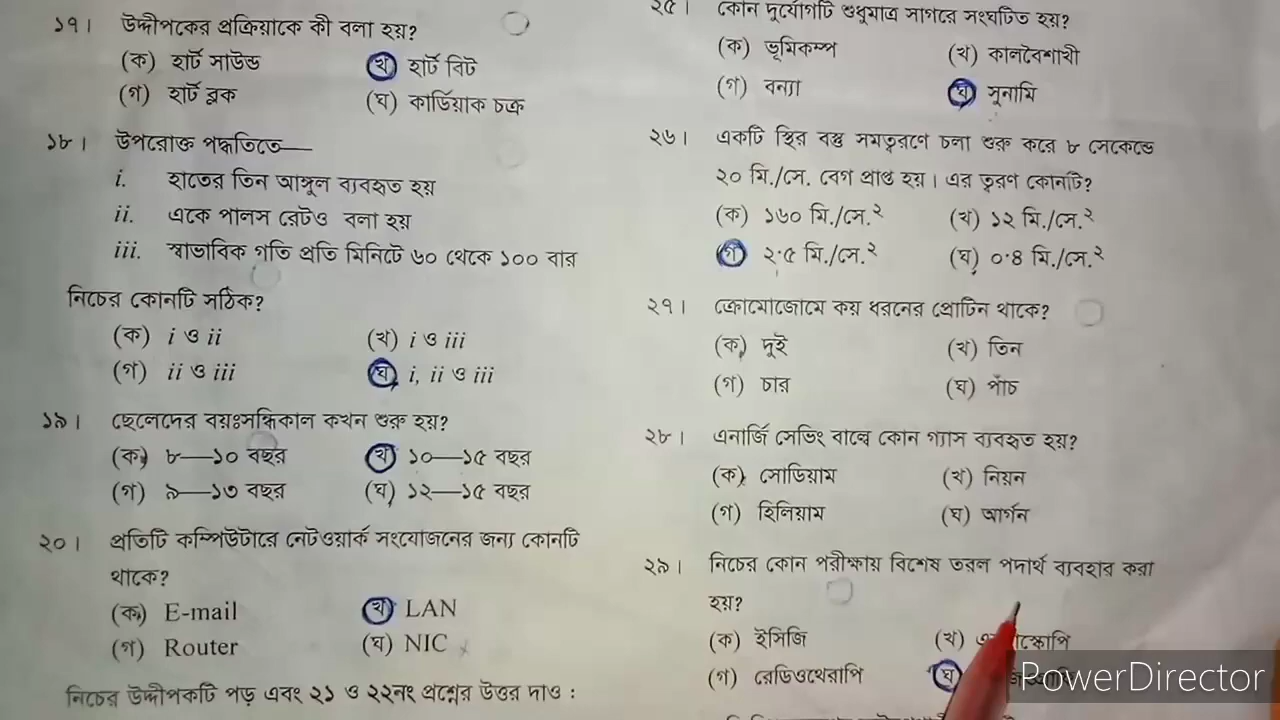 ১৭। উদ্দীপকের প্রক্রিয়াকে কী বলা হয়?
(ক) হার্ট সাউন্ড (খ) হার্ট বিট
(গ) হার্ট ব্লক (ঘ) কার্ডিয়াক চক্র
১৮। উপরোক্ত পদ্ধতিতে—
i. হাতের তিন আঙ্গুল ব্যবহৃত হয়
ii. একে পালস রেটও বলা হয়
iii. স্বাভাবিক গতি প্রতি মিনিটে ৬০ থেকে ১০০ বার
নিচের কোনটি সঠিক?
(ক) i ও ii (খ) i ও iii
(গ) ii ও iii (ঘ) i, ii ও iii
১৯। ছেলেদের বয়ঃসন্ধিকাল কখন শুরু হয়?
(ক) ৮—১০ বছর (খ) ১০—১৫ বছর
(গ) ৯—১৩ বছর (ঘ) ১২—১৫ বছর
২০। প্রতিটি কম্পিউটারে নেটওয়ার্ক সংযোজনের জন্য কোনটি
থাকে?
(ক) E-mail (খ) LAN
(গ) Router (ঘ) NIC
নিচের উদ্দীপকটি পড় এবং ২১ ও ২২নং প্রশ্নের উত্তর দাও :
২৫। কোন দুর্যোগটি শুধুমাত্র সাগরে সংঘটিত হয়?
(ক) ভূমিকম্প (খ) কালবৈশাখী
(গ) বন্যা (ঘ) সুনামি
২৬। একটি স্থির বস্তু সমত্বরণে চলা শুরু করে ৮ সেকেন্ডে
২০ মি./সে. বেগ প্রাপ্ত হয়। এর ত্বরণ কোনটি?
(ক) ১৬০ মি./সে.² (খ) ১২ মি./সে.²
(গ) ২·৫ মি./সে.² (ঘ) ০·৪ মি./সে.²
২৭। ক্রোমোজোমে কয় ধরনের প্রোটিন থাকে?
(ক) দুই (খ) তিন
(গ) চার (ঘ) পাঁচ
২৮। এনার্জি সেভিং বাল্বে কোন গ্যাস ব্যবহৃত হয়?
(ক) সোডিয়াম (খ) নিয়ন
(গ) হিলিয়াম (ঘ) আর্গন
২৯। নিচের কোন পরীক্ষায় বিশেষ তরল পদার্থ ব্যবহার করা
হয়?
(ক) ইসিজি (খ)
(গ) রেডিওথেরাপি (ঘ)
PowerDirector